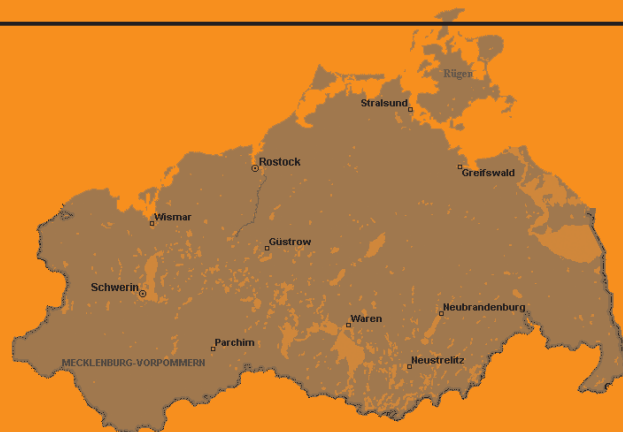 Rügen
Stralsund
Rostock
Greifswald
Wismar
Güstrow
Schwerin
Neubrandenburg
Waren
Parchim
MECKLENBURG-VORPOMMERN
Neustrelitz